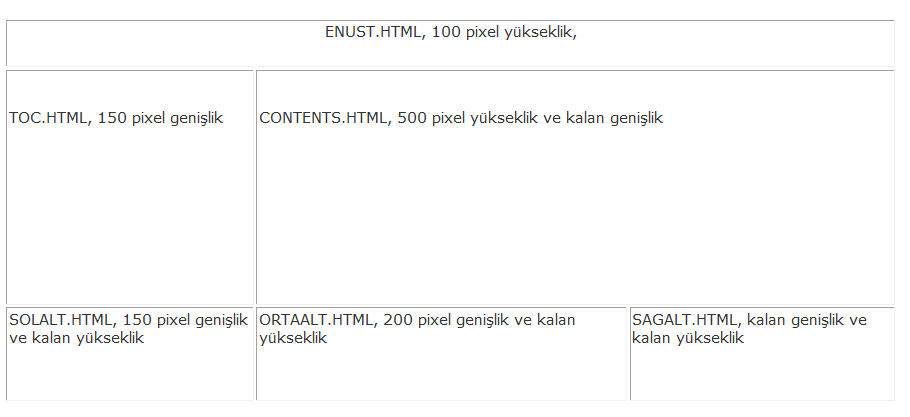 ENUST.HTML, 100 pixel yükseklik,
TOC.HTML, 150 pixel genişlik
CONTENTS.HTML, 500 pixel yükseklik ve kalan genişlik
SOLALT.HTML, 150 pixel genişlik
ve kalan yükseklik
ORTAALT.HTML, 200 pixel genişlik ve kalan
yükseklik
SAGALT.HTML, kalan genişlik ve
kalan yükseklik